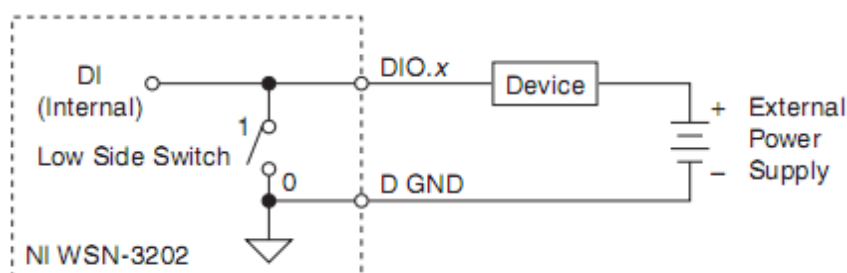 DI
(Internal)
1
Low Side Switch
0
NI WSN-3202
DIO.x
Device
D GND
+
–
External
Power
Supply